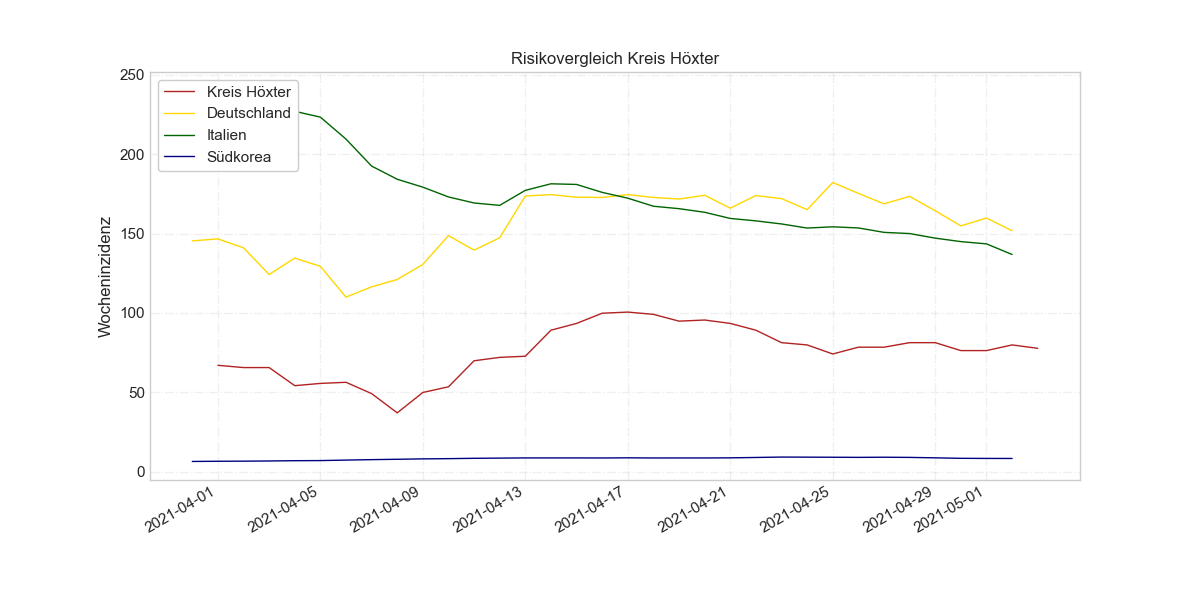 Risikovergleich Kreis Höxter
Kreis Höxter
Deutschland
Italien
Südkorea
Wocheninzidenz
250
200
150
100
50
0
2021-04-01
2021-04-05
2021-04-09
2021-04-13
2021-04-17
2021-04-21
2021-04-25
2021-04-29
2021-05-01